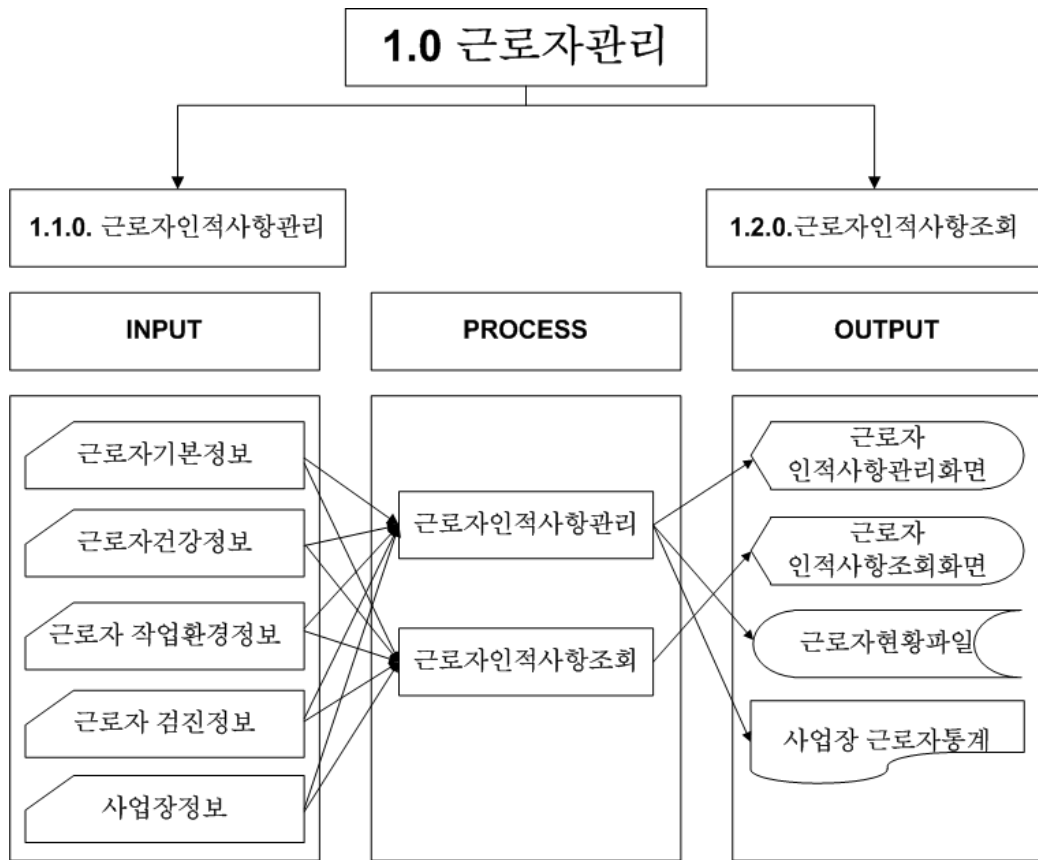 1.0 근로자관리
1.1.0. 근로자인적사항관리
1.2.0.근로자인적사항조회
INPUT
PROCESS
OUTPUT
근로자기본정보
근로자건강정보
근로자 작업환경정보
근로자 검진정보
사업장정보
근로자인적사항관리
근로자인적사항조회
근로자
인적사항관리화면
근로자
인적사항조회화면
근로자현황파일
사업장 근로자통계